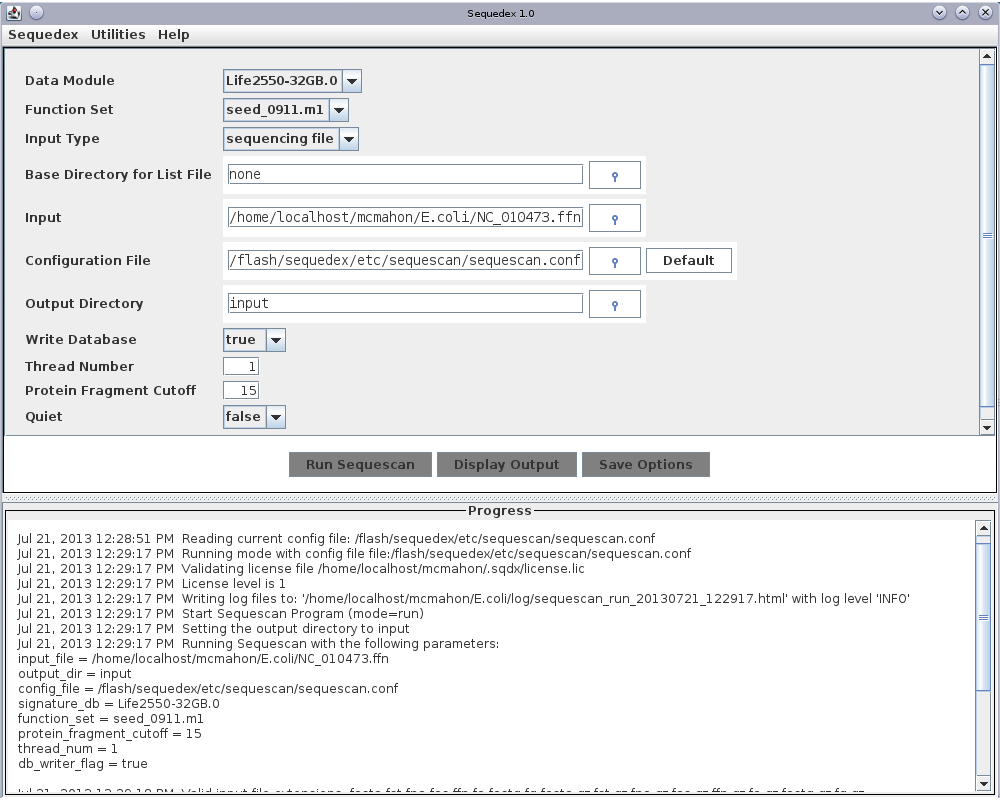 Sequedex 1.0
Sequedex Utilities Help
Data Module Life2550-32GB.0
Function Set seed_0911.m1
Input Type sequencing file
Base Directory for List File none
Input /home/localhost/mcmahon/E.coli/NC_010473.ffn
Configuration File /flash/sequedex/etc/sequescan/sequescan.conf Default
Output Directory input
Write Database true
Thread Number 1
Protein Fragment Cutoff 15
Quiet false
Run Sequescan Display Output Save Options
Progress
Jul 21, 2013 12:28:51 PM Reading current config file: /flash/sequedex/etc/sequescan/sequescan.conf
Jul 21, 2013 12:29:17 PM Running mode with config file file:/flash/sequedex/etc/sequescan/sequescan.conf
Jul 21, 2013 12:29:17 PM Validating license file /home/localhost/mcmahon/.sqdx/license.lic
Jul 21, 2013 12:29:17 PM License level is 1
Jul 21, 2013 12:29:17 PM Writing log files to: '/home/localhost/mcmahon/E.coli/log/sequescan_run_20130721_122917.html' with log level 'INFO'
Jul 21, 2013 12:29:17 PM Start Sequescan Program (mode=run)
Jul 21, 2013 12:29:17 PM Setting the output directory to input
Jul 21, 2013 12:29:17 PM Running Sequescan with the following parameters:
input_file = /home/localhost/mcmahon/E.coli/NC_010473.ffn
output_dir = input
config_file = /flash/sequedex/etc/sequescan/sequescan.conf
signature_db = Life2550-32GB.0
function_set = seed_0911.m1
protein_fragment_cutoff = 15
thread_num = 1
db_writer_flag = true